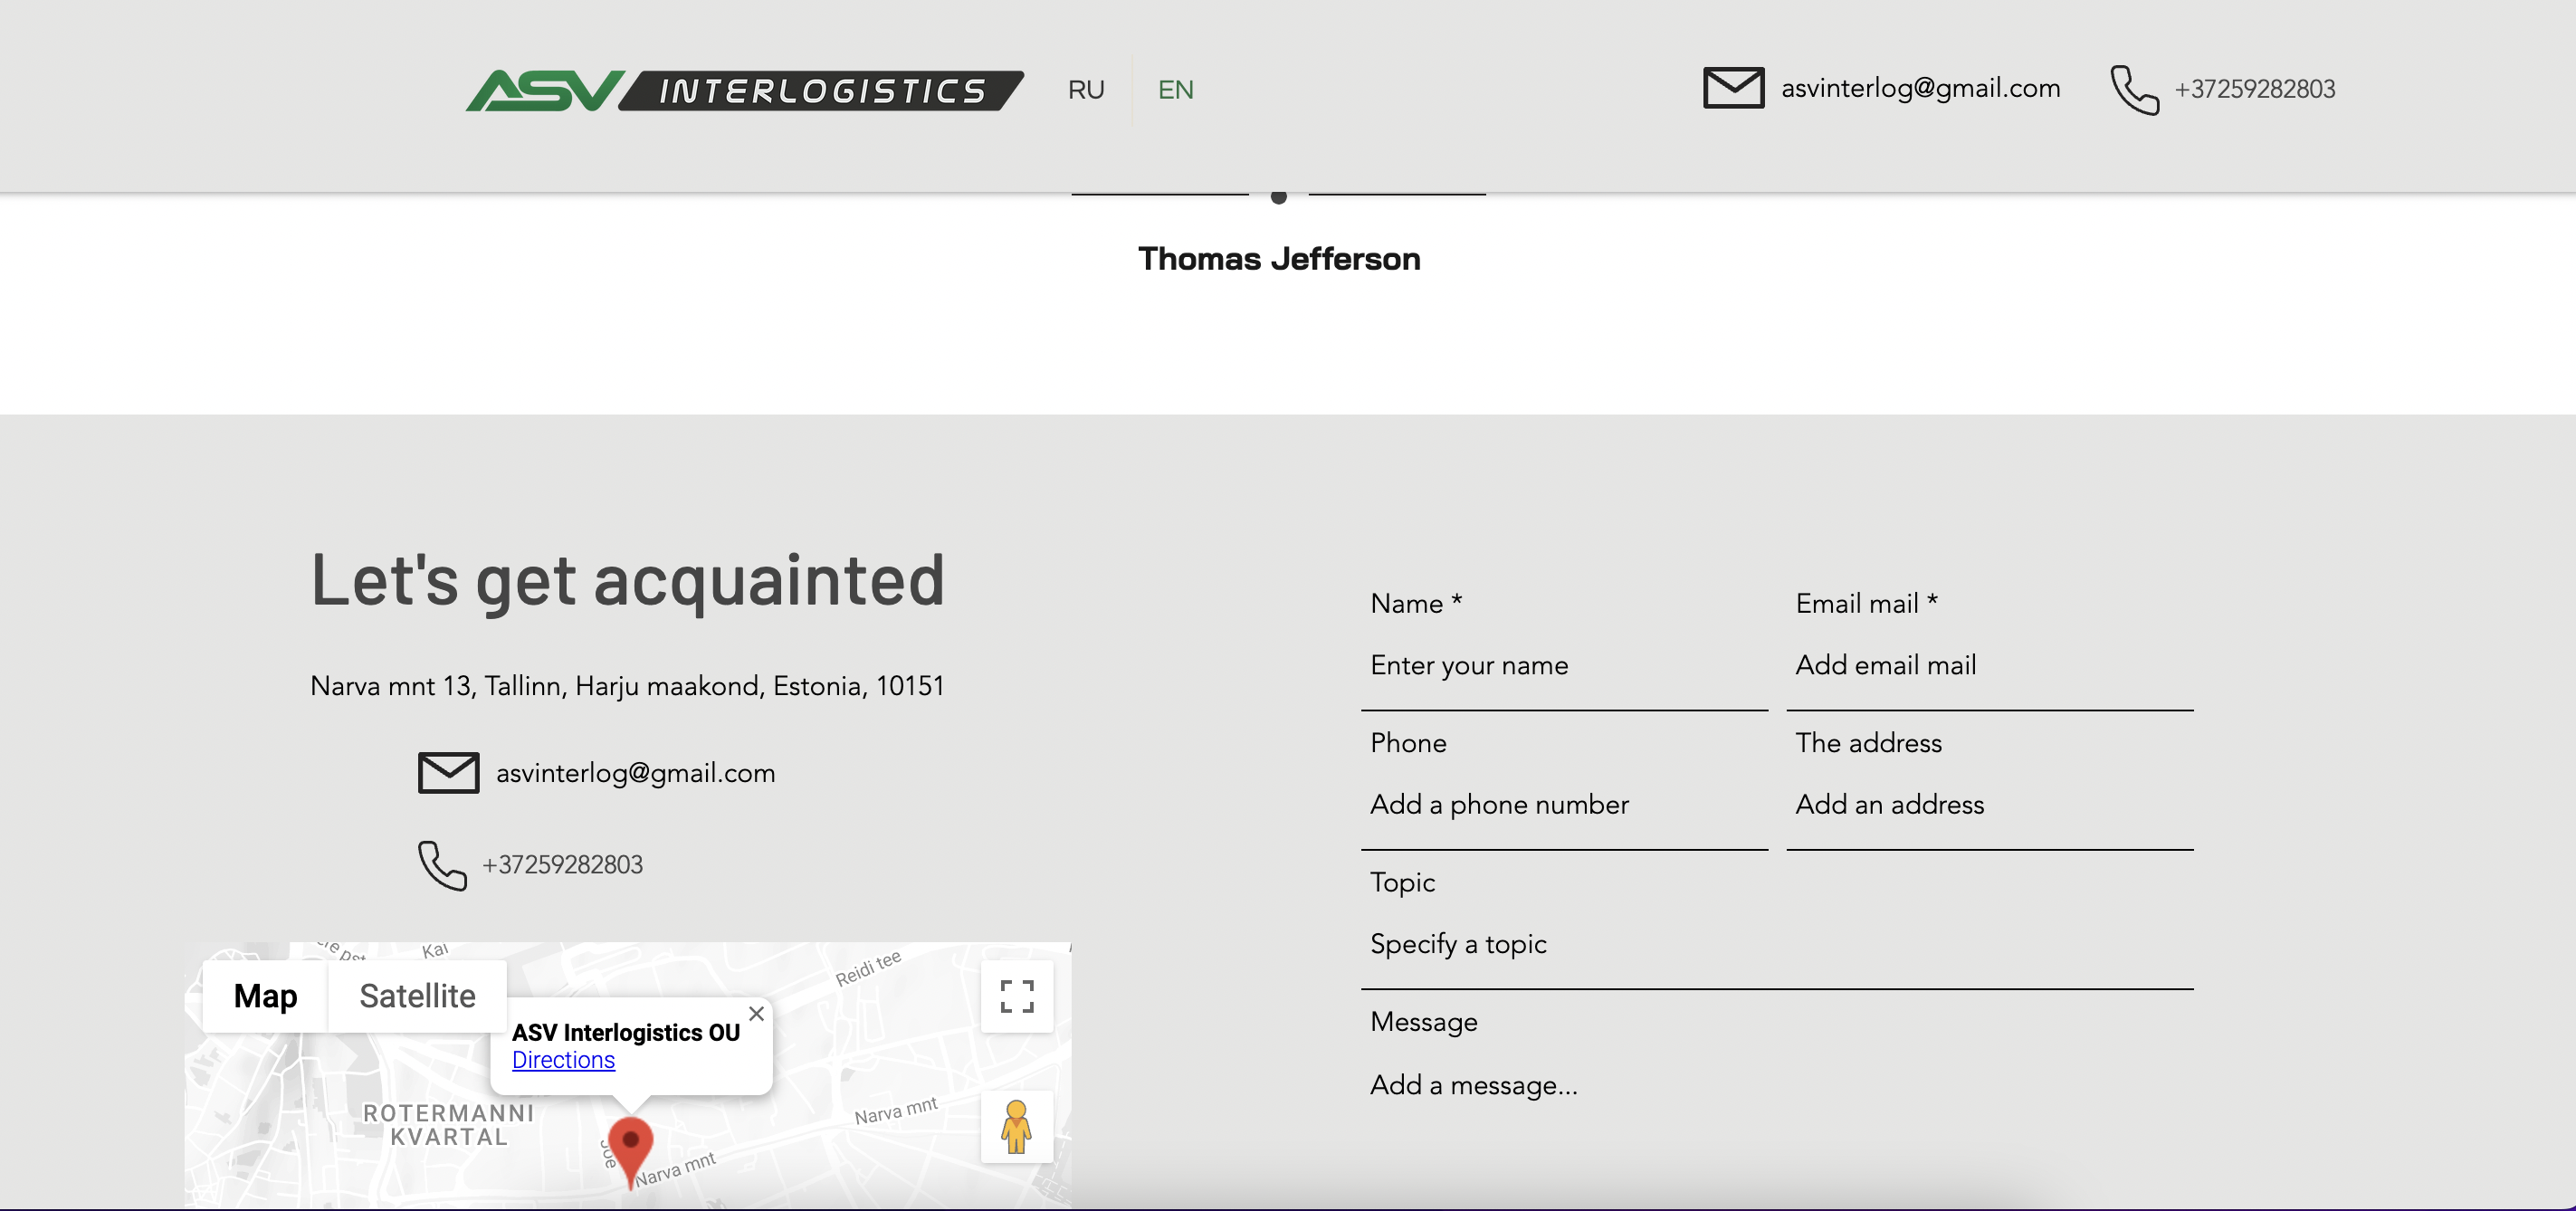 ASV INTERLOGISTICS
RU
EN
asvinterlog@gmail.com
+37259282803
Thomas Jefferson
Let's get acquainted
Narva mnt 13, Tallinn, Harju maakond, Estonia, 10151
asvinterlog@gmail.com
+37259282803
Kai
Reidi tee
Map
Satellite
ASV Interlogistics OU
Directions
ROTERMANNI
KVARTAL
Narva mnt
Narva mnt
Name *
Email mail *
Enter your name
Add email mail
Phone
The address
Add a phone number
Add an address
Topic
Specify a topic
Message
Add a message...